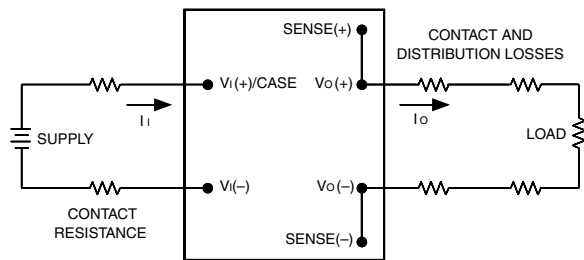 SENSE(+)
CONTACT AND
DISTRIBUTION LOSSES
VI(+)/CASE
VO(+)
II
IO
SUPPLY
LOAD
VI(–)
VO(–)
CONTACT
RESISTANCE
SENSE(–)